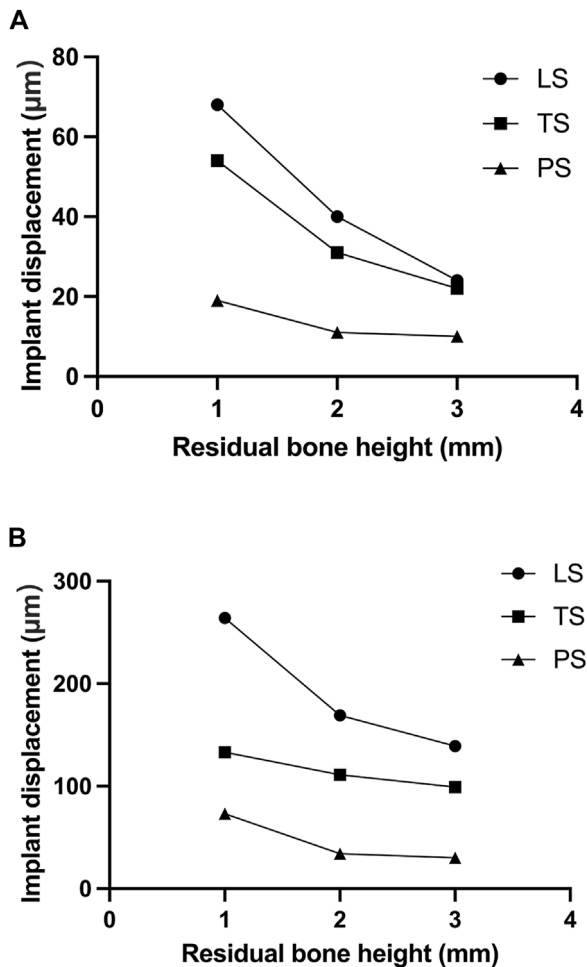 A
80
60
40
20
0
Implant displacement (μm)
LS
TS
PS
0 1 2 3 4
Residual bone height (mm)
B
300
200
100
0
Implant displacement (μm)
LS
TS
PS
0 1 2 3 4
Residual bone height (mm)